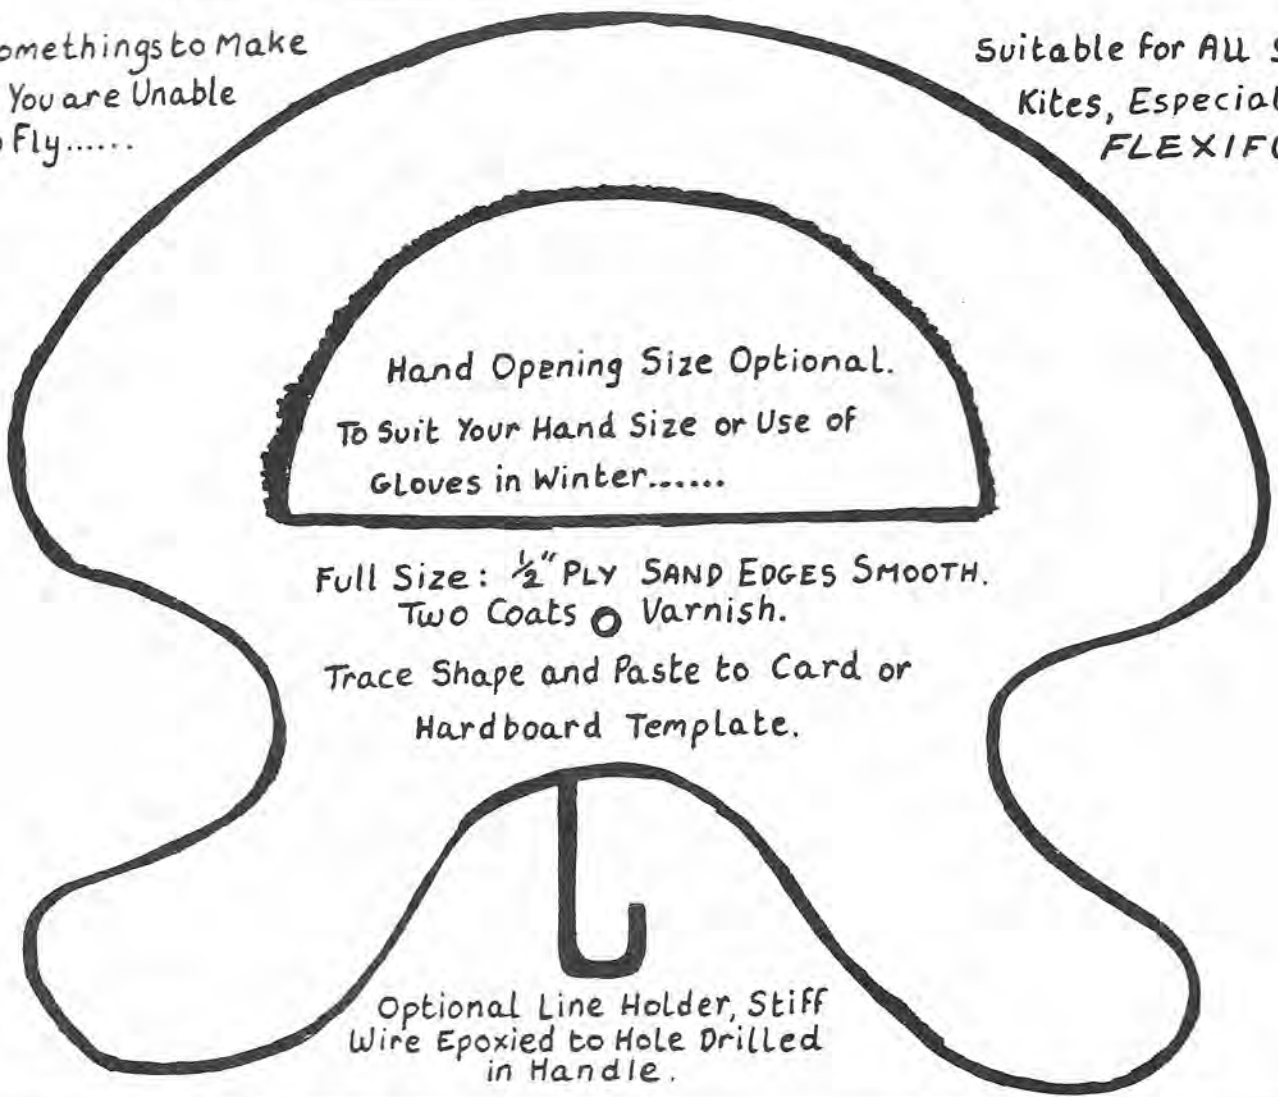 omethings to Make
You are Unable
Fly......
Suitable for ALL
Kites, Especial
FLEXIF
Hand Opening Size Optional.
To Suit Your Hand Size or Use of
Gloves in Winter......
Full Size: ½" PLY SAND EDGES SMOOTH.
Two Coats Varnish.
Trace Shape and Paste to Card or
Hardboard Template.
Optional Line Holder, Stiff
Wire Epoxied to Hole Drilled
in Handle.